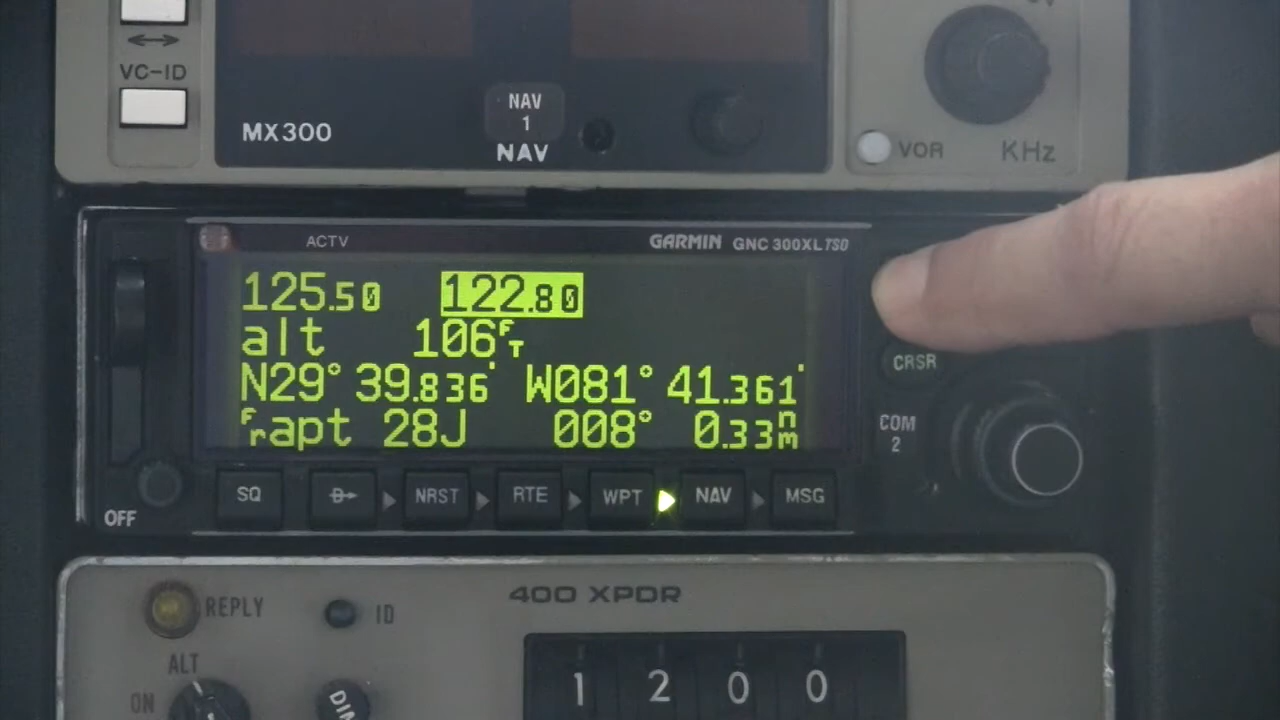 VC-ID
MX300
NAV
1
NAV
VOR
KHz
ACTV
GARMIN GNC 300XL TSO
125.50 122.80
alt 106FT
N29° 39.836' W081° 41.361'
Frapt 28J 008° 0.33nm
CRSR
COM
2
OFF
SQ
D
NRST
RTE
WPT
NAV
MSG
400 XPDR
REPLY
ID
ALT
ON
DIM
1 2 0 0